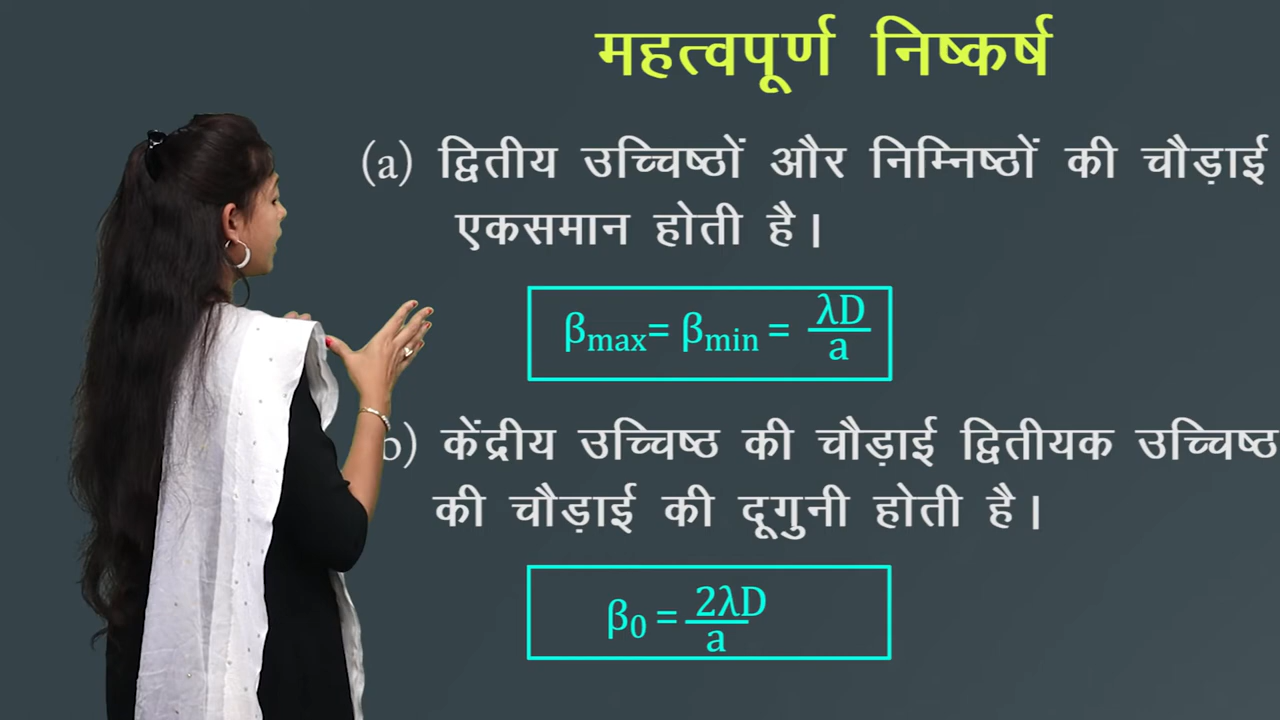 महत्वपूर्ण निष्कर्ष
(a) द्वितीय उच्चिष्ठों और निम्निष्ठों की चौड़ाई
एकसमान होती है।
βmax= βmin = λD/a
b) केंद्रीय उच्चिष्ठ की चौड़ाई द्वितीयक उच्चिष्ठ
की चौड़ाई की दूगुनी होती है।
β0 = 2λD/a